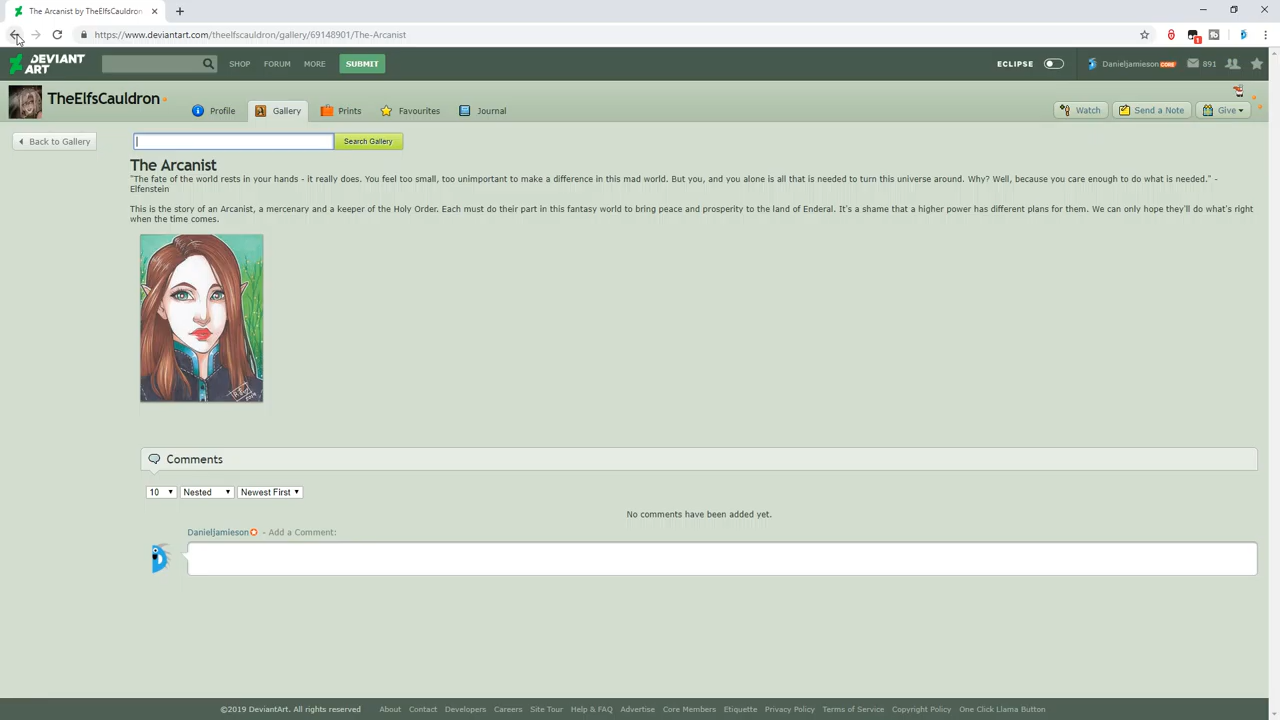 The Arcanist by TheElfsCauldron
https://www.deviantart.com/theelfscauldron/gallery/69148901/The-Arcanist
1
DEVIANT ART
SHOP FORUM MORE SUBMIT
ECLIPSE Danieljamieson CORE 891
TheElfsCauldron
Profile Gallery Prints Favourites Journal
Watch Send a Note Give
Back to Gallery Search Gallery
The Arcanist
"The fate of the world rests in your hands - it really does. You feel too small, too unimportant to make a difference in this mad world. But you, and you alone is all that is needed to turn this universe around. Why? Well, because you care enough to do what is needed." -
Elfenstein
This is the story of an Arcanist, a mercenary and a keeper of the Holy Order. Each must do their part in this fantasy world to bring peace and prosperity to the land of Enderal. It's a shame that a higher power has different plans for them. We can only hope they'll do what's right
when the time comes.
Comments
10 Nested Newest First
No comments have been added yet.
Danieljamieson - Add a Comment:
©2019 DeviantArt. All rights reserved About Contact Developers Careers Site Tour Help & FAQ Advertise Core Members Etiquette Privacy Policy Terms of Service Copyright Policy One Click Llama Button